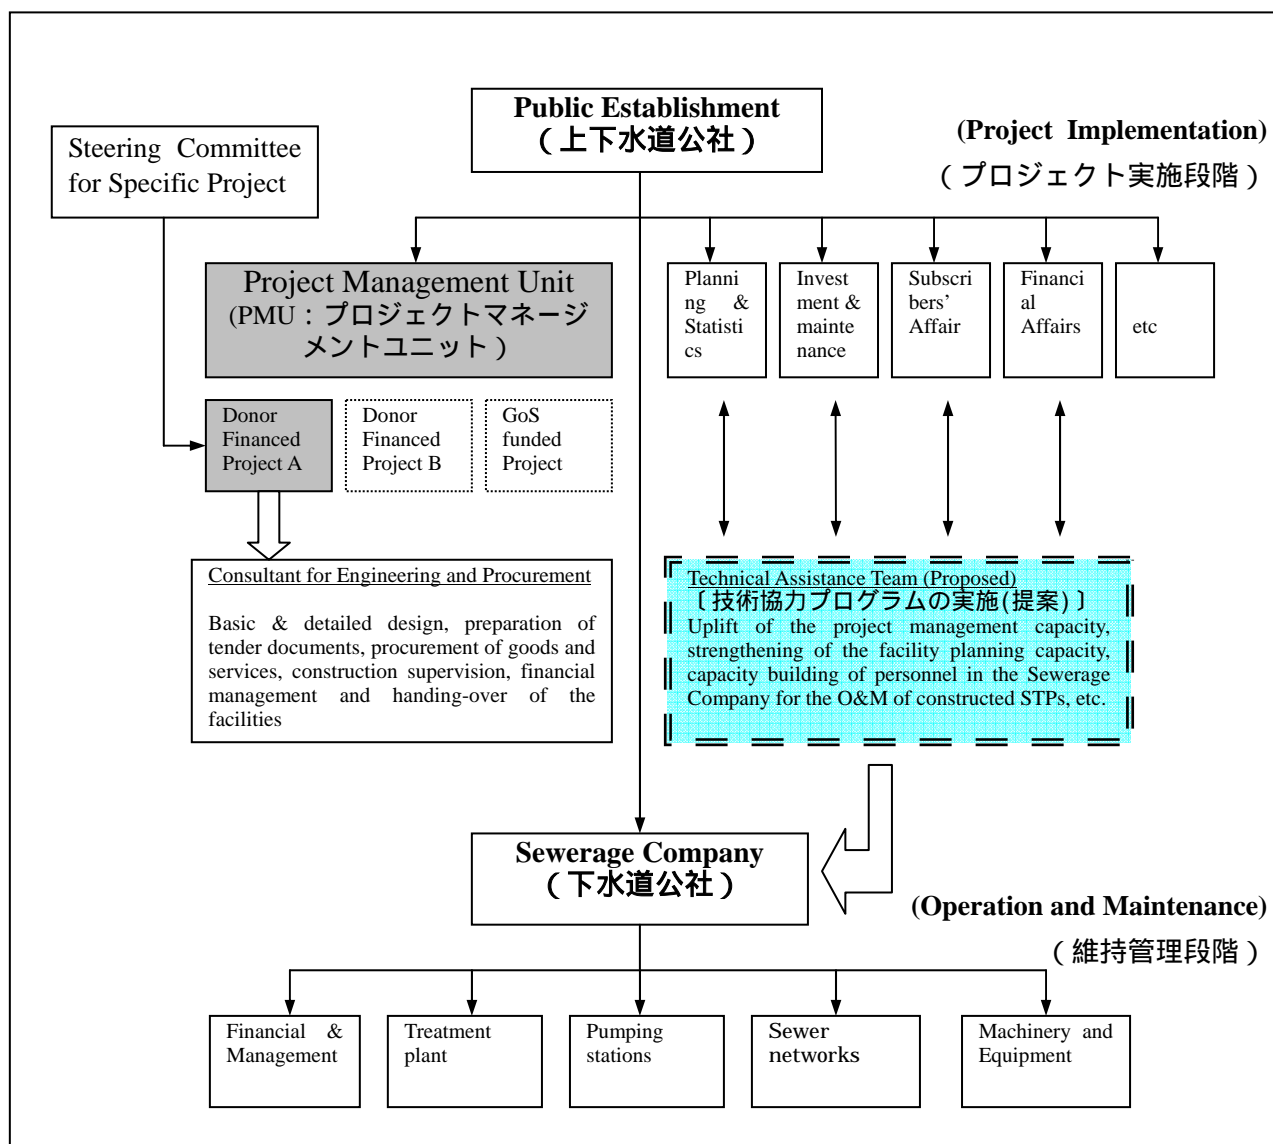 Public Establishment
（上下水道公社）
Steering Committee
for Specific Project
(Project Implementation)
（プロジェクト実施段階）
Project Management Unit
(PMU：プロジェクトマネージ
メントユニット）
Planni
ng &
Statisti
cs
Invest
ment &
mainte
nance
Subscri
bers’
Affair
Financi
al
Affairs
etc
Donor
Financed
Project A
Donor
Financed
Project B
GoS
funded
Project
Consultant for Engineering and Procurement
Basic & detailed design, preparation of
tender documents, procurement of goods and
services, construction supervision, financial
management and handing-over of the
facilities
Technical Assistance Team (Proposed)
〔技術協力プログラムの実施(提案)〕
Uplift of the project management capacity,
strengthening of the facility planning capacity,
capacity building of personnel in the Sewerage
Company for the O&M of constructed STPs, etc.
Sewerage Company
（下水道公社）
(Operation and Maintenance)
（維持管理段階）
Financial &
Management
Treatment
plant
Pumping
stations
Sewer
networks
Machinery and
Equipment